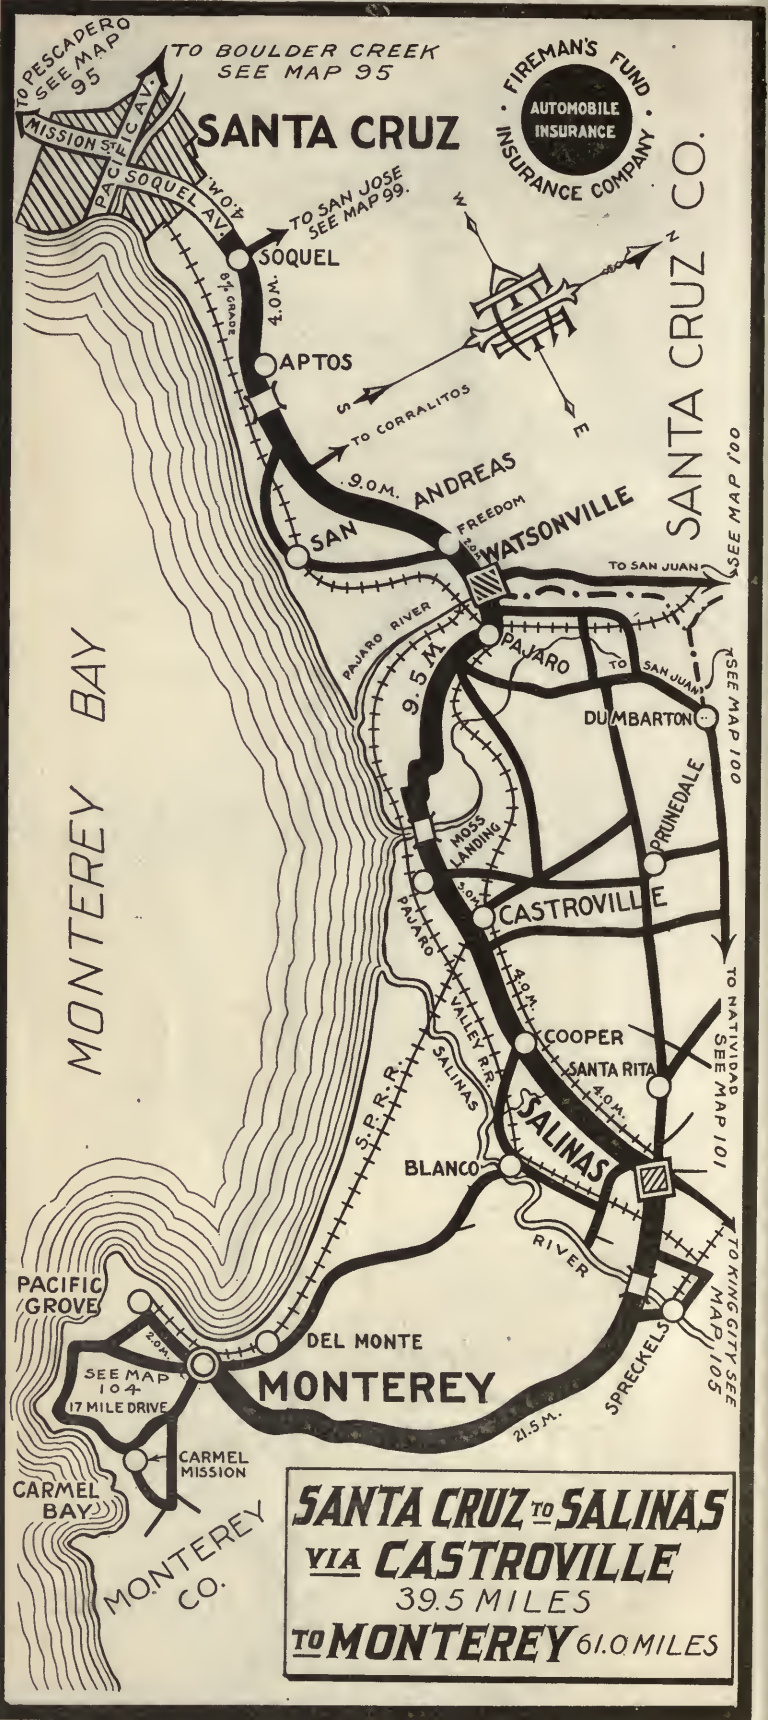 TO PESCADERO
SEE MAP
95
TO BOULDER CREEK
SEE MAP 95
FIREMAN'S FUND
AUTOMOBILE
INSURANCE
INSURANCE COMPANY
MISSION ST.
PACIFIC AV.
SOQUEL AV.
SANTA CRUZ
4.0 M.
TO SAN JOSE
SEE MAP 99.
SOQUEL
8% GRADE
4.0 M.
APTOS
W
N
S
E
SANTA CRUZ CO.
TO CORRALITOS
9.0 M.
SAN ANDREAS
FREEDOM
WATSONVILLE
TO SAN JUAN
SEE MAP 100
PAJARO RIVER
PAJARO
9.5 M
TO SAN JUAN
SEE MAP 100
DUMBARTON
MONTEREY BAY
MOSS
LANDING
PRUNEDALE
5.0 M.
CASTROVILLE
PAJARO VALLEY R.R.
4.0 M.
COOPER
TO NATIVIDAD
SEE MAP 101
SANTA RITA
4.0 M.
S.P.R.R.
SALINAS
SALINAS
BLANCO
RIVER
TO KING CITY SEE
MAP 105
SPRECKELS
PACIFIC
GROVE
2.0 M.
DEL MONTE
MONTEREY
SEE MAP
104
17 MILE DRIVE
21.5 M.
CARMEL
MISSION
CARMEL
BAY
MONTEREY
CO.
SANTA CRUZ TO SALINAS
VIA CASTROVILLE
39.5 MILES
TO MONTEREY 61.0 MILES